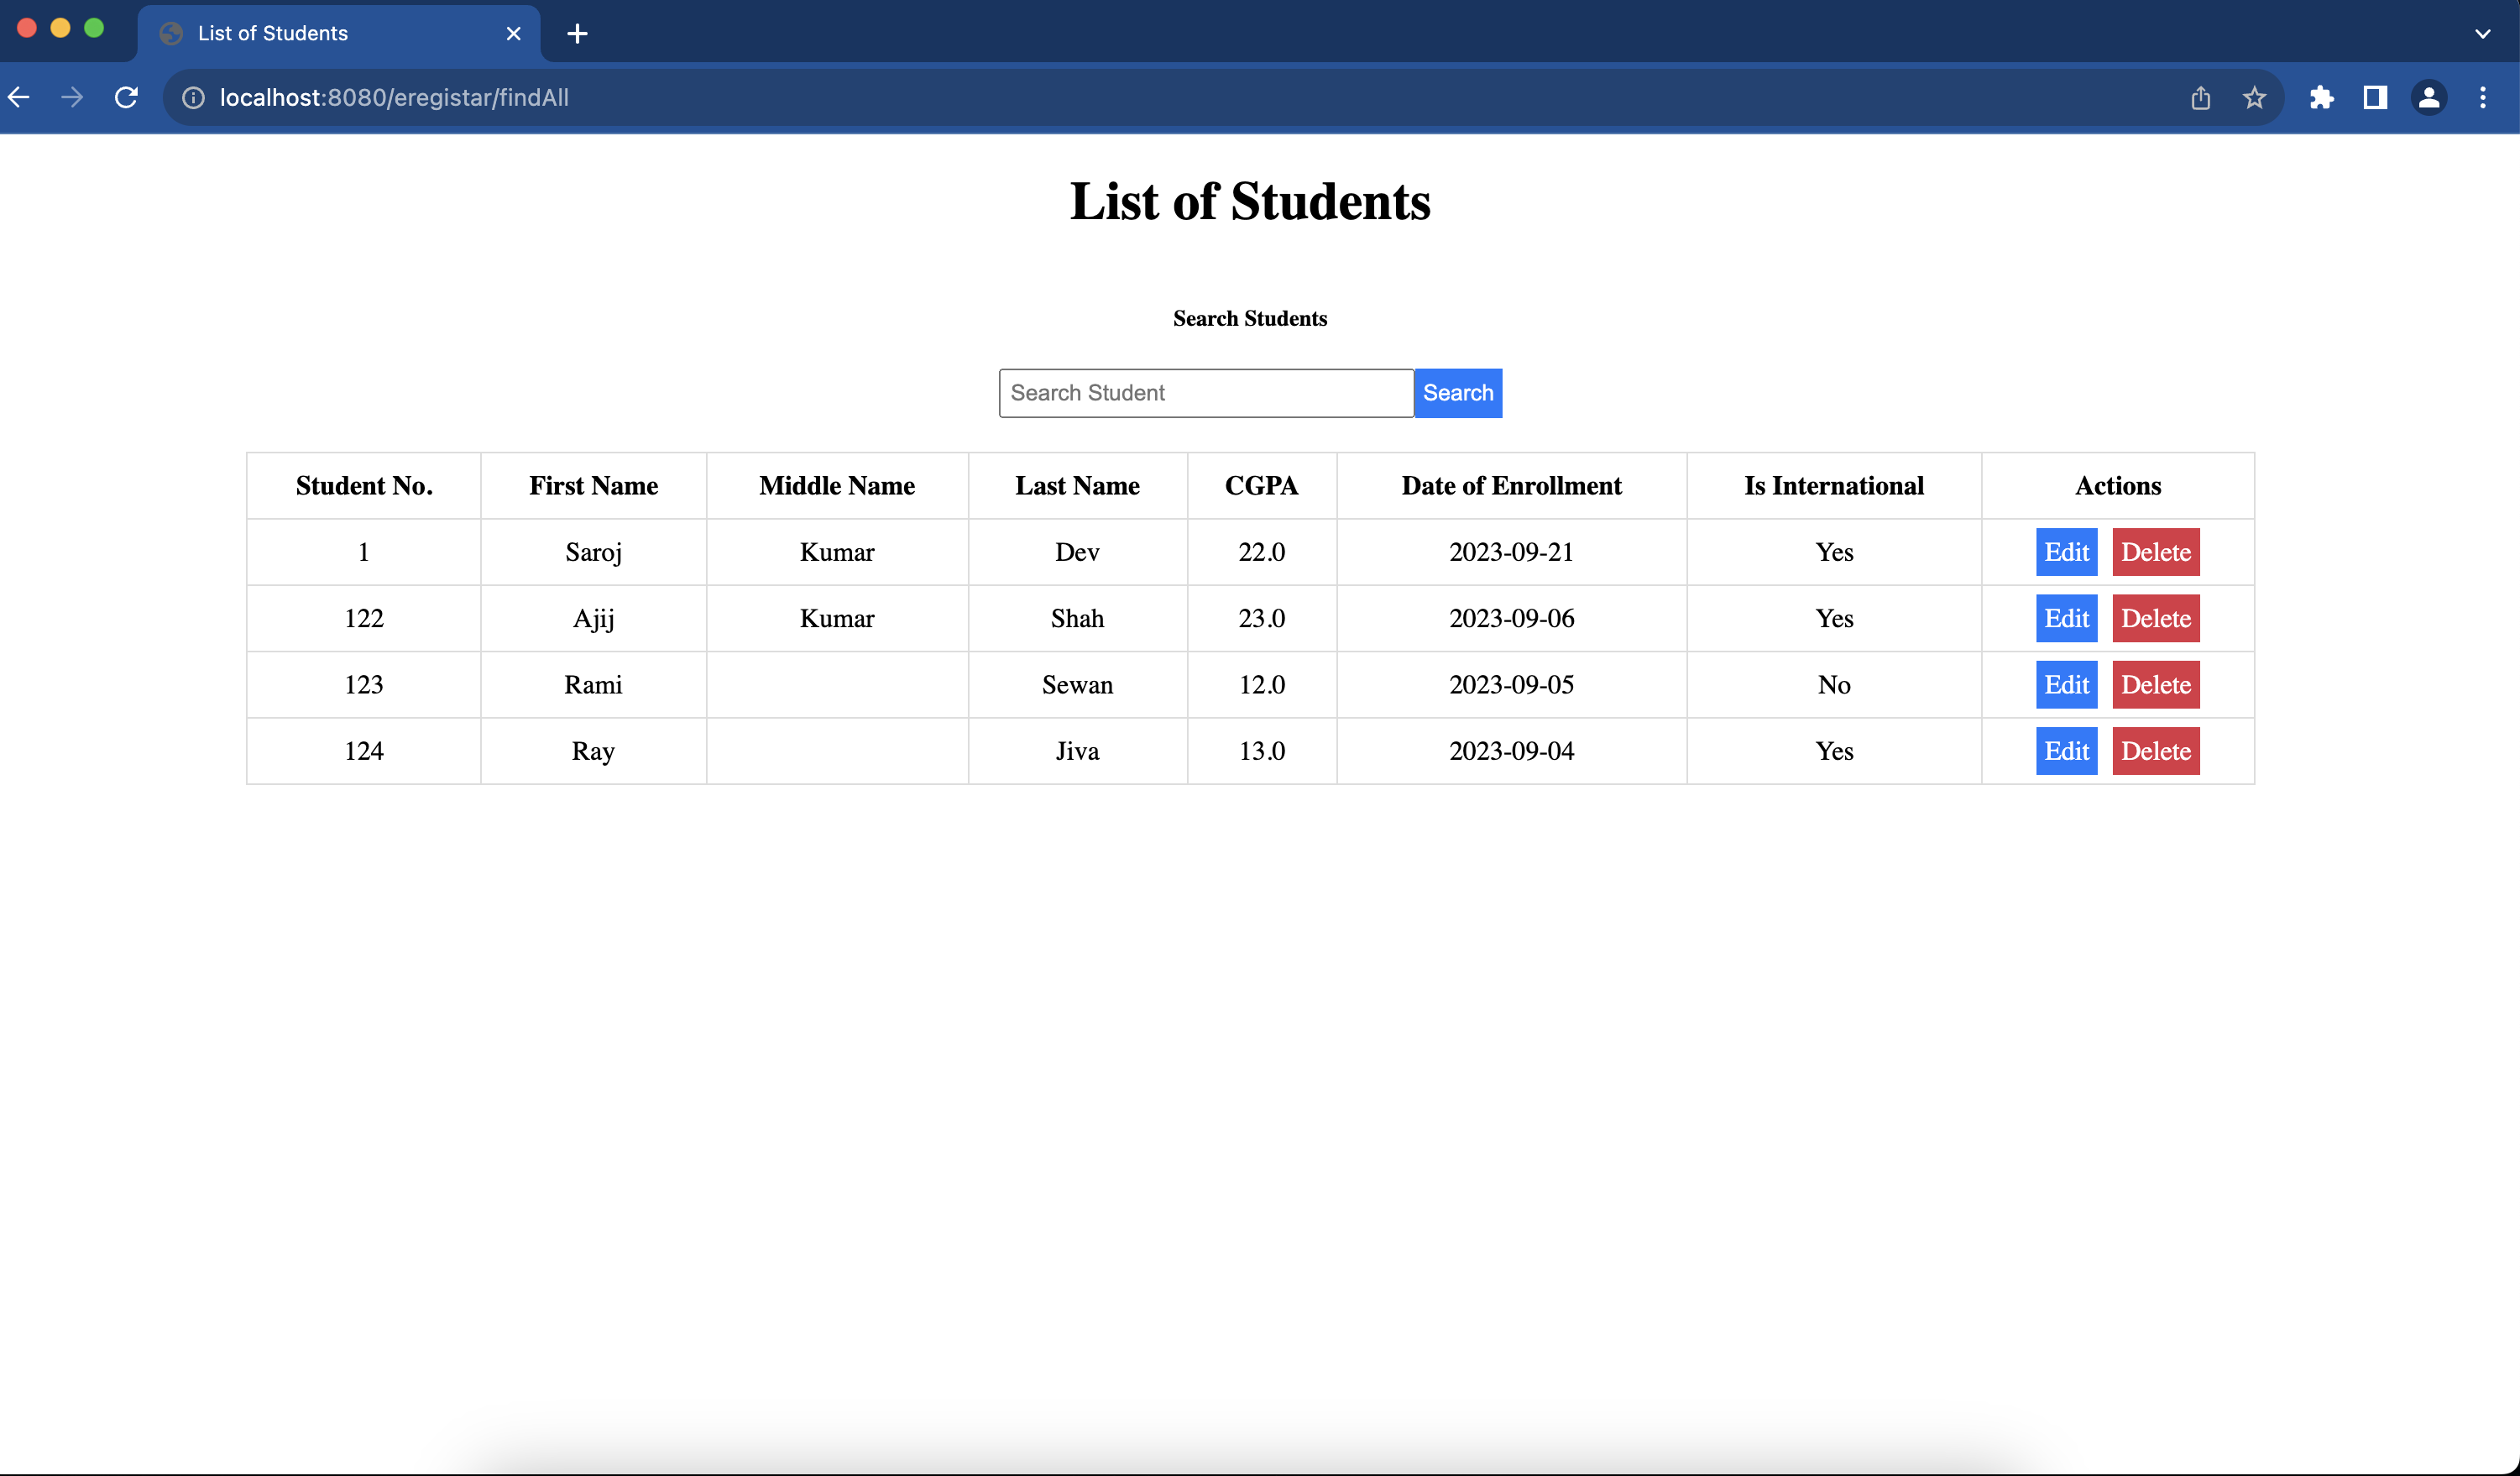 List of Students
localhost:8080/eregistar/findAll
List of Students
Search Students
Search Student Search
Student No. First Name Middle Name Last Name CGPA Date of Enrollment Is International Actions
1 Saroj Kumar Dev 22.0 2023-09-21 Yes Edit Delete
122 Ajij Kumar Shah 23.0 2023-09-06 Yes Edit Delete
123 Rami Sewan 12.0 2023-09-05 No Edit Delete
124 Ray Jiva 13.0 2023-09-04 Yes Edit Delete